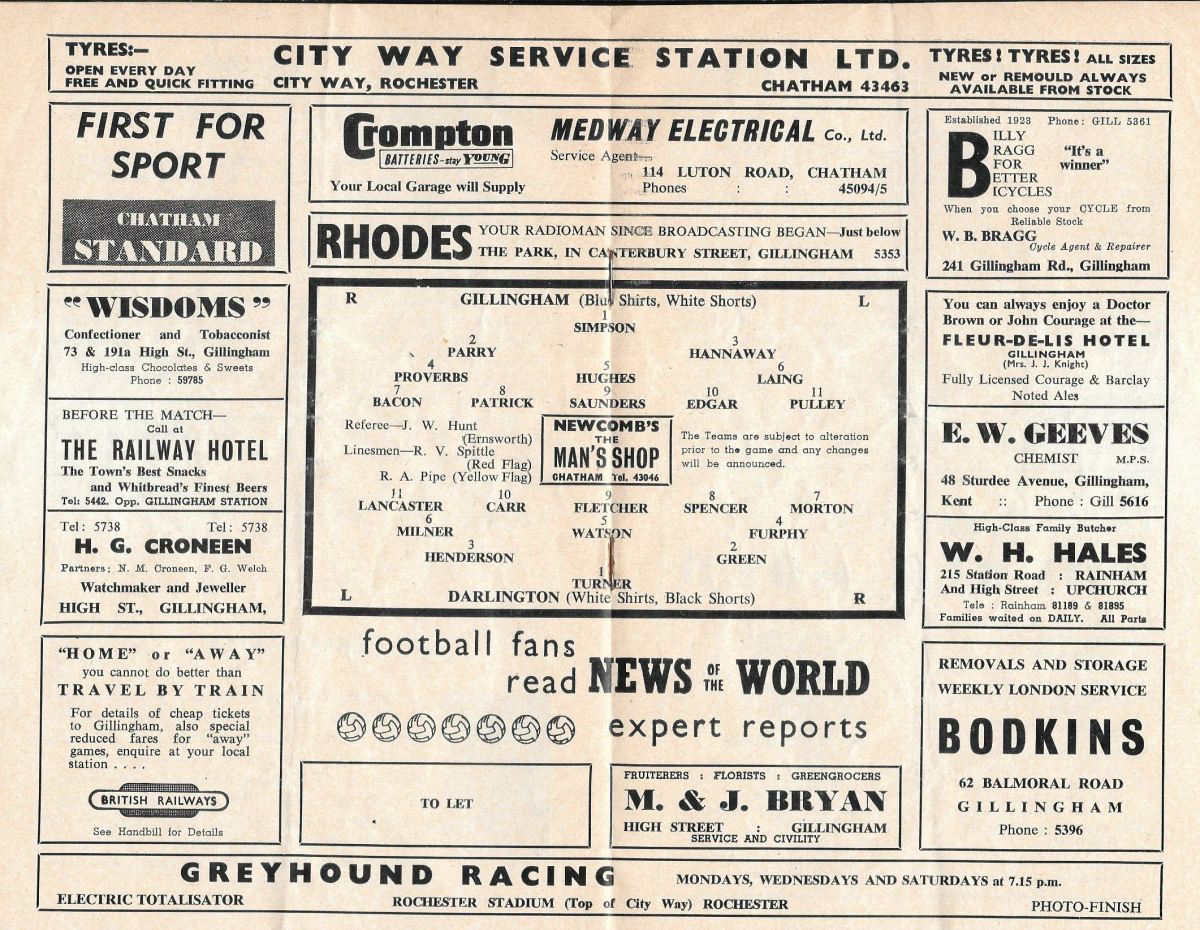 TYRES:—
OPEN EVERY DAY
FREE AND QUICK FITTING
CITY WAY SERVICE STATION LTD.
CITY WAY, ROCHESTER
CHATHAM 43463
TYRES! TYRES! ALL SIZES
NEW or REMOULD ALWAYS
AVAILABLE FROM STOCK
FIRST FOR
SPORT
CHATHAM
STANDARD
Crompton
BATTERIES-stay YOUNG
Your Local Garage will Supply
MEDWAY ELECTRICAL Co., Ltd.
Service Agent
114 LUTON ROAD, CHATHAM
Phones : : 45094/5
Established 1923 Phone: GILL 5361
BILLY
BRAGG
FOR
BETTER
BICYCLES
"It's a
winner"
When you choose your CYCLE from
Reliable Stock
W. B. BRAGG
Cycle Agent & Repairer
241 Gillingham Rd., Gillingham
RHODES
YOUR RADIOMAN SINCE BROADCASTING BEGAN—Just below
THE PARK, IN CANTERBURY STREET, GILLINGHAM 5353
"WISDOMS"
Confectioner and Tobacconist
73 & 191a High St., Gillingham
High-class Chocolates & Sweets
Phone : 59785
BEFORE THE MATCH—
Call at
THE RAILWAY HOTEL
The Town's Best Snacks
and Whitbread's Finest Beers
Tel: 5442. Opp. GILLINGHAM STATION
Tel: 5738 Tel: 5738
H. G. CRONEEN
Partners; N. M. Croneen, F. G. Welch
Watchmaker and Jeweller
HIGH ST., GILLINGHAM,
R GILLINGHAM (Blue Shirts, White Shorts) L
1
SIMPSON
2 3
PARRY HANNAWAY
4 5 6
PROVERBS HUGHES LAING
7 8 9 10 11
BACON PATRICK SAUNDERS EDGAR PULLEY
Referee—J. W. Hunt
(Ernsworth)
Linesmen—R. V. Spittle
(Red Flag)
R. A. Pipe (Yellow Flag)
NEWCOMB'S
THE
MAN'S SHOP
CHATHAM Tel. 43046
The Teams are subject to alteration
prior to the game and any changes
will be announced.
11 10 9 8 7
LANCASTER CARR FLETCHER SPENCER MORTON
6 5 4
MILNER WATSON FURPHY
3 2
HENDERSON GREEN
1
TURNER
L DARLINGTON (White Shirts, Black Shorts) R
You can always enjoy a Doctor
Brown or John Courage at the—
FLEUR-DE-LIS HOTEL
GILLINGHAM
(Mrs. J. J. Knight)
Fully Licensed Courage & Barclay
Noted Ales
E. W. GEEVES
CHEMIST M.P.S.
48 Sturdee Avenue, Gillingham,
Kent :: Phone : Gill 5616
High-Class Family Butcher
W. H. HALES
215 Station Road : RAINHAM
And High Street : UPCHURCH
Tele : Rainham 81189 & 81895
Families waited on DAILY. All Parts
"HOME" or "AWAY"
you cannot do better than
TRAVEL BY TRAIN
For details of cheap tickets
to Gillingham, also special
reduced fares for "away"
games, enquire at your local
station . . . .
BRITISH RAILWAYS
See Handbill for Details
football fans
read NEWS OF THE WORLD
expert reports
TO LET
FRUITERERS : FLORISTS : GREENGROCERS
M. & J. BRYAN
HIGH STREET : GILLINGHAM
SERVICE AND CIVILITY
REMOVALS AND STORAGE
WEEKLY LONDON SERVICE
BODKINS
62 BALMORAL ROAD
GILLINGHAM
Phone : 5396
GREYHOUND RACING
MONDAYS, WEDNESDAYS AND SATURDAYS at 7.15 p.m.
ELECTRIC TOTALISATOR
ROCHESTER STADIUM (Top of City Way) ROCHESTER
PHOTO-FINISH